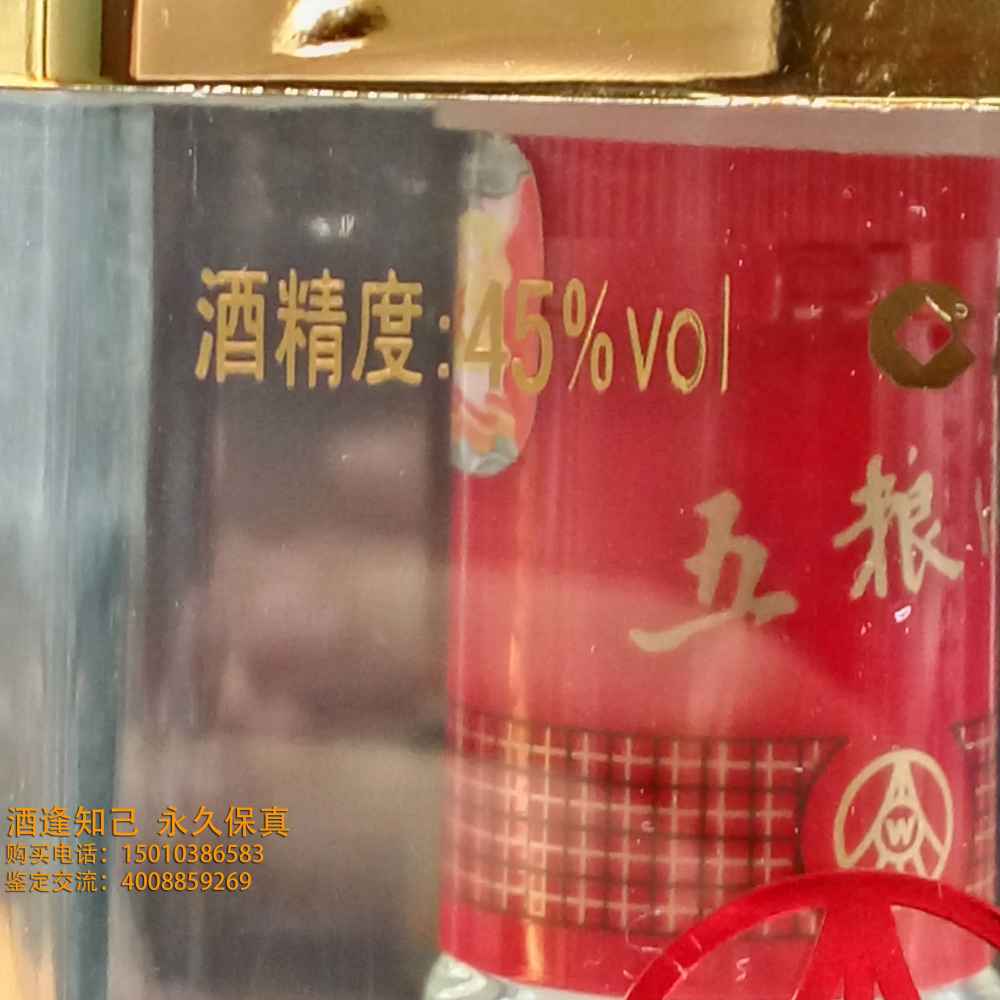 酒精度:45%vol
五粮
W
酒逢知己 永久保真
购买电话：15010386583
鉴定交流：4008859269